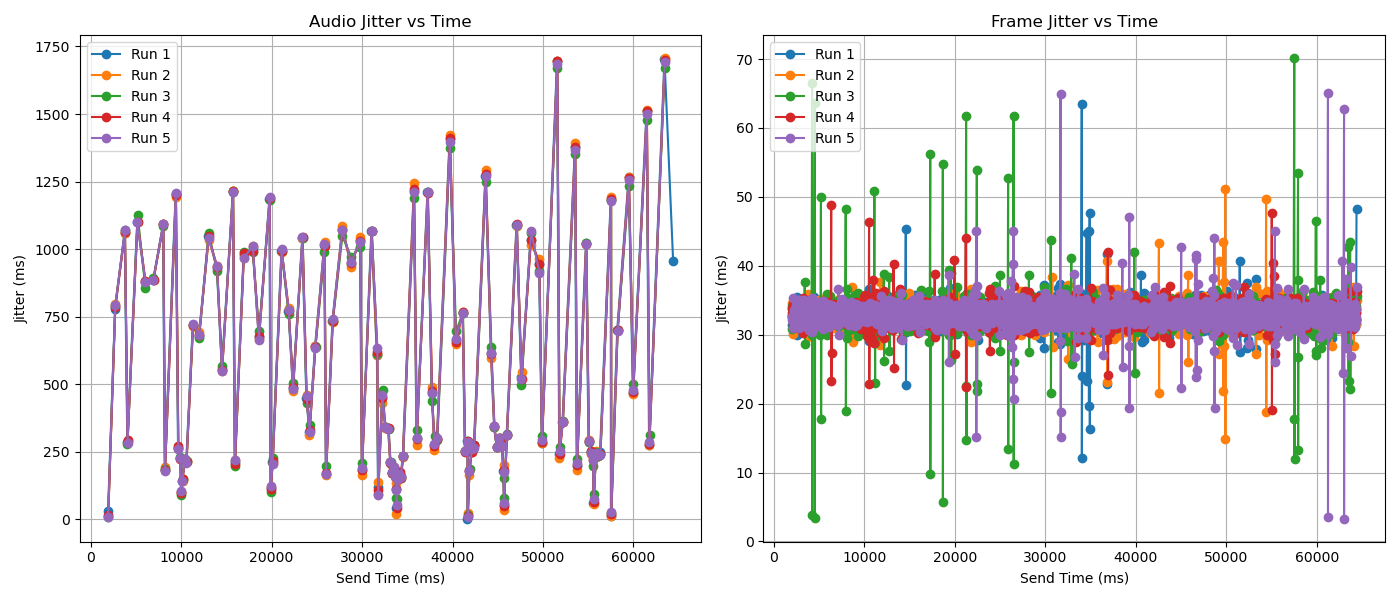 Audio Jitter vs Time
Jitter (ms)
1750
1500
1250
1000
750
500
250
0
Run 1
Run 2
Run 3
Run 4
Run 5
0 10000 20000 30000 40000 50000 60000
Send Time (ms)
Frame Jitter vs Time
Jitter (ms)
70
60
50
40
30
20
10
0
Run 1
Run 2
Run 3
Run 4
Run 5
0 10000 20000 30000 40000 50000 60000
Send Time (ms)